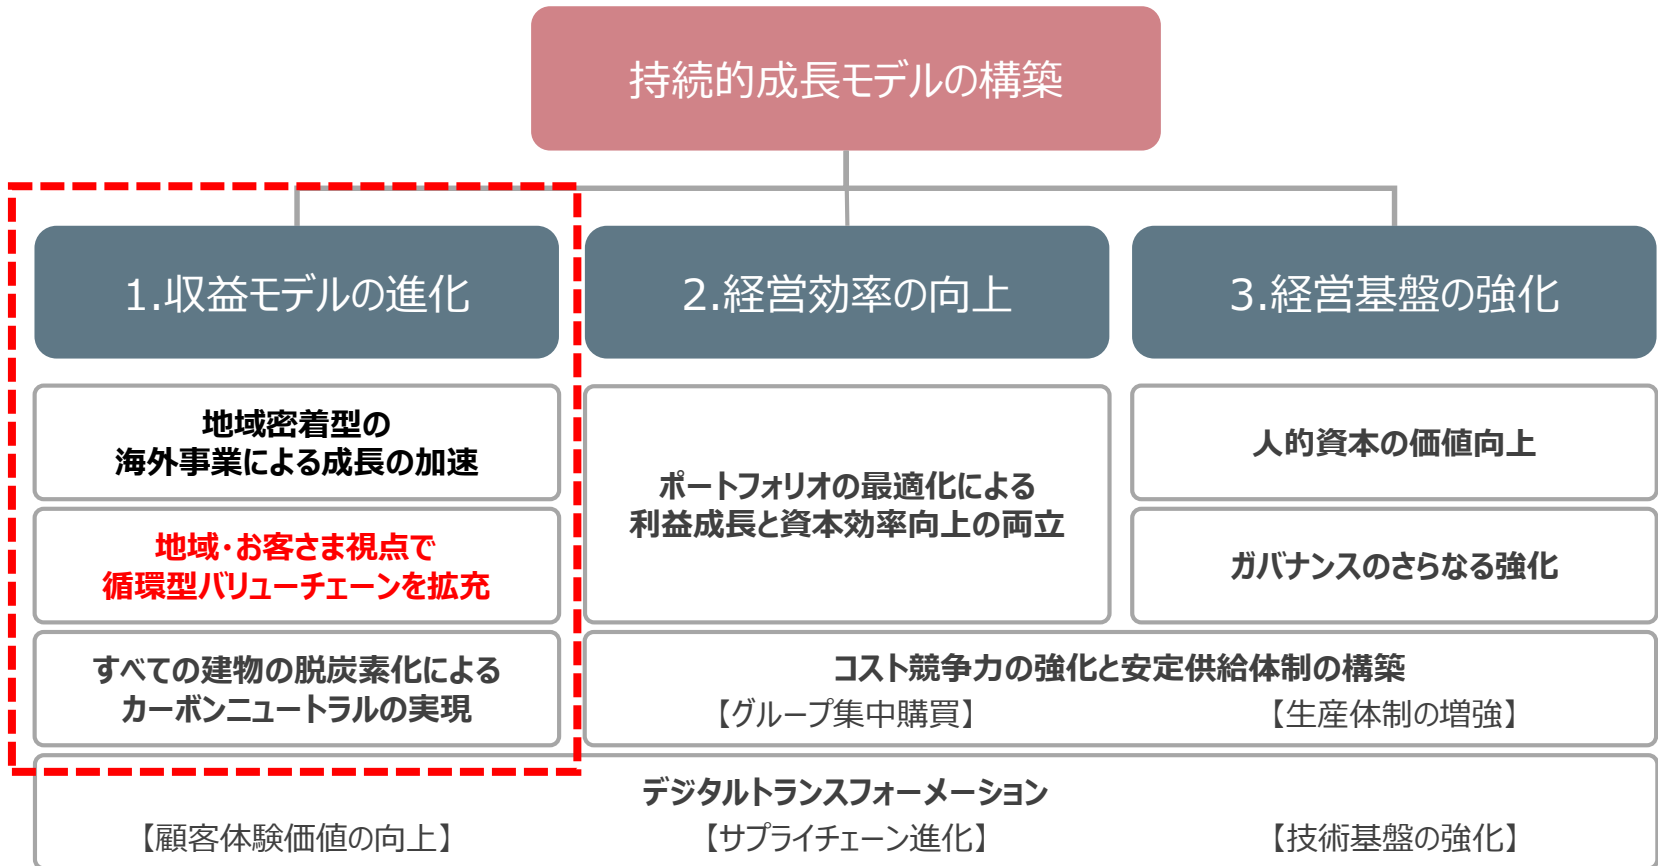 持続的成長モデルの構築
1.収益モデルの進化
2.経営効率の向上
3.経営基盤の強化
地域密着型の
海外事業による成長の加速
地域・お客さま視点で
循環型バリューチェーンを拡充
すべての建物の脱炭素化による
カーボンニュートラルの実現
ポートフォリオの最適化による
利益成長と資本効率向上の両立
人的資本の価値向上
ガバナンスのさらなる強化
コスト競争力の強化と安定供給体制の構築
【グループ集中購買】
【生産体制の増強】
デジタルトランスフォーメーション
【顧客体験価値の向上】
【サプライチェーン進化】
【技術基盤の強化】